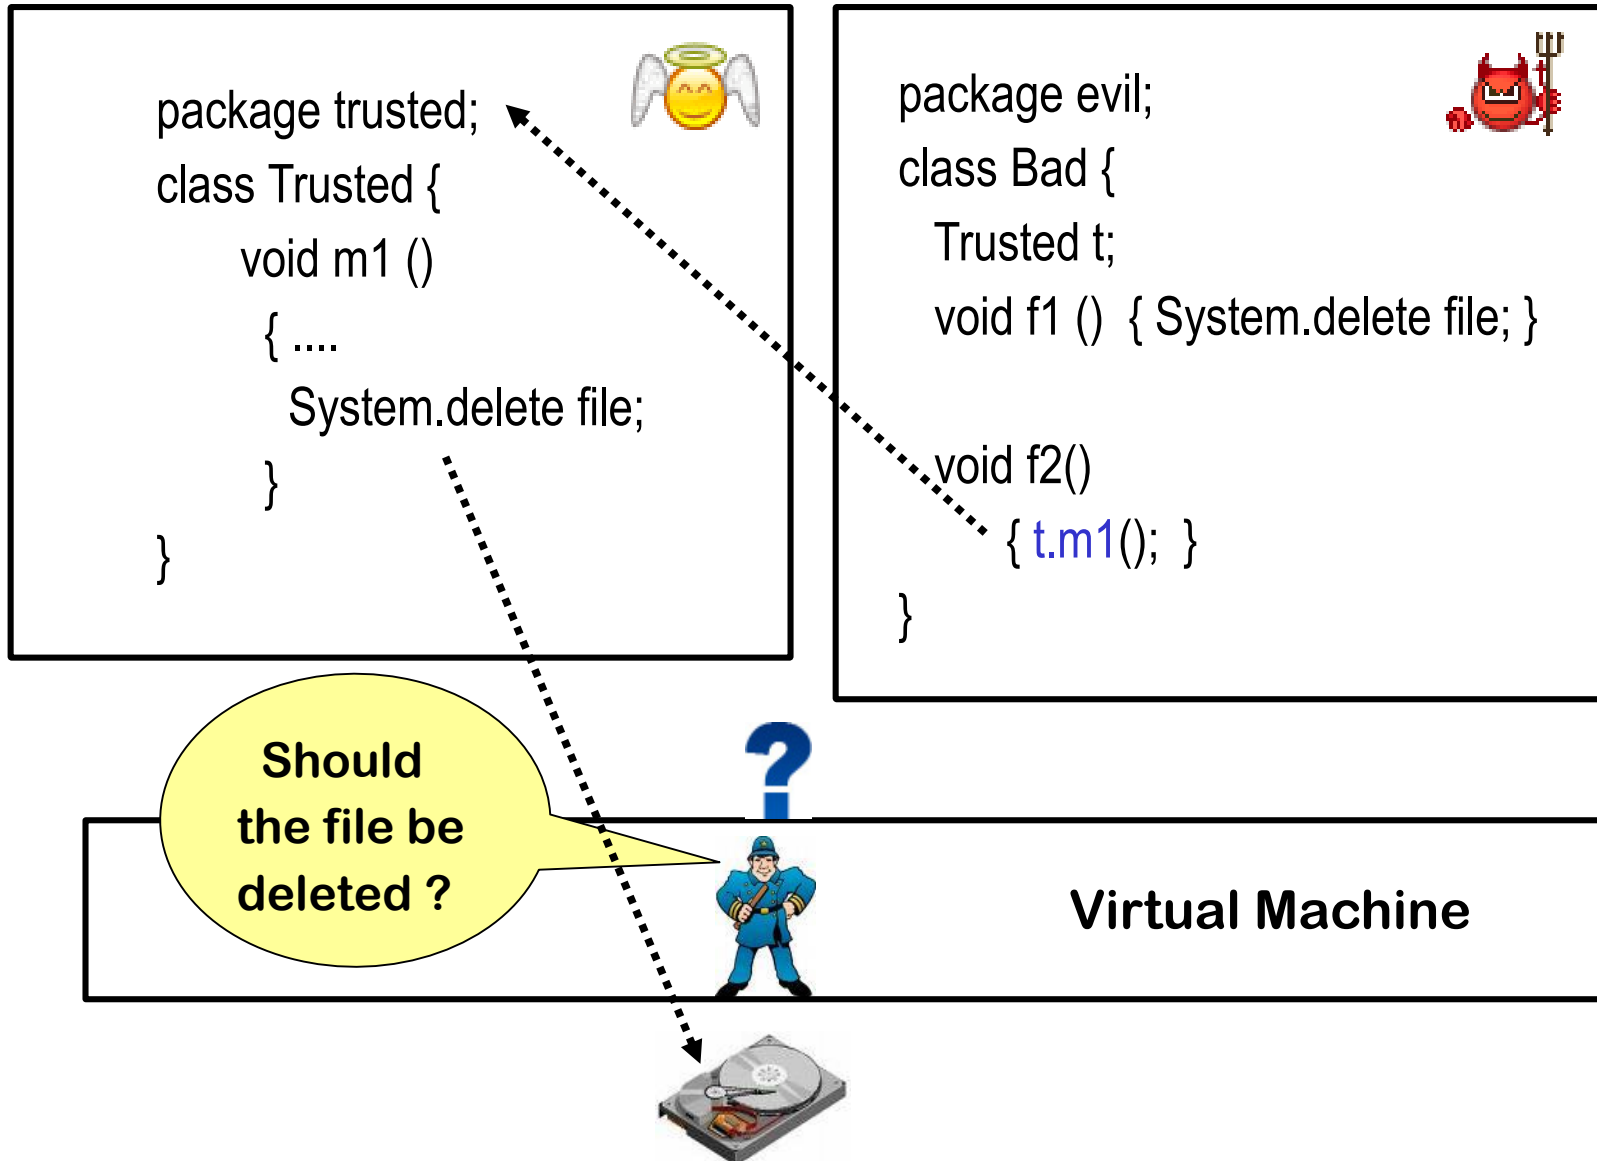 package trusted;
class Trusted {
void m1 ()
{ ....
System.delete file;
}
}
package evil;
class Bad {
Trusted t;
void f1 () { System.delete file; }
void f2()
{ t.m1(); }
}
Should
the file be
deleted ?
?
Virtual Machine